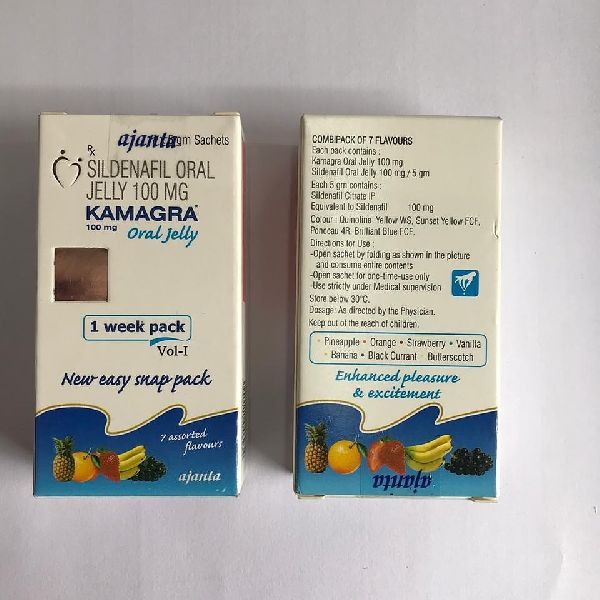 ajanta 5gm Sachets
Rx
SILDENAFIL ORAL
JELLY 100 MG
KAMAGRA®
100 mg Oral Jelly
1 week pack
Vol-I
New easy snap pack
7 assorted
flavours
ajanta
COMBIPACK OF 7 FLAVOURS
Each pack contains :
Kamagra Oral Jelly 100 mg
Sildenafil Oral Jelly 100 mg / 5 gm
Each 5 gm contains :
Sildenafil Citrate IP
Equivalent to Sildenafil 100 mg
Colour : Quinoline Yellow WS, Sunset Yellow FCF,
Ponceau 4R, Brilliant Blue FCF.
Directions for Use :
-Open sachet by folding as shown in the picture
and consume entire contents
-Open sachet for one-time-use only
-Use strictly under Medical supervision
Store below 30°C.
Dosage: As directed by the Physician.
Keep out of the reach of children.
• Pineapple • Orange • Strawberry • Vanilla
• Banana • Black Currant • Butterscotch
Enhanced pleasure
& excitement
ajanta